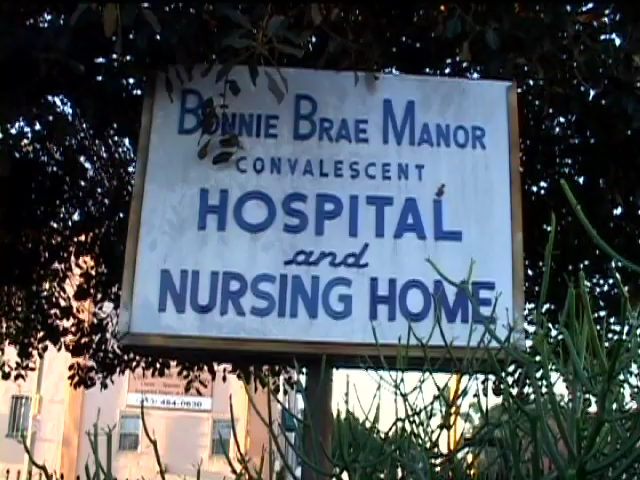 BONNIE BRAE MANOR
CONVALESCENT
HOSPITAL
and
NURSING HOME